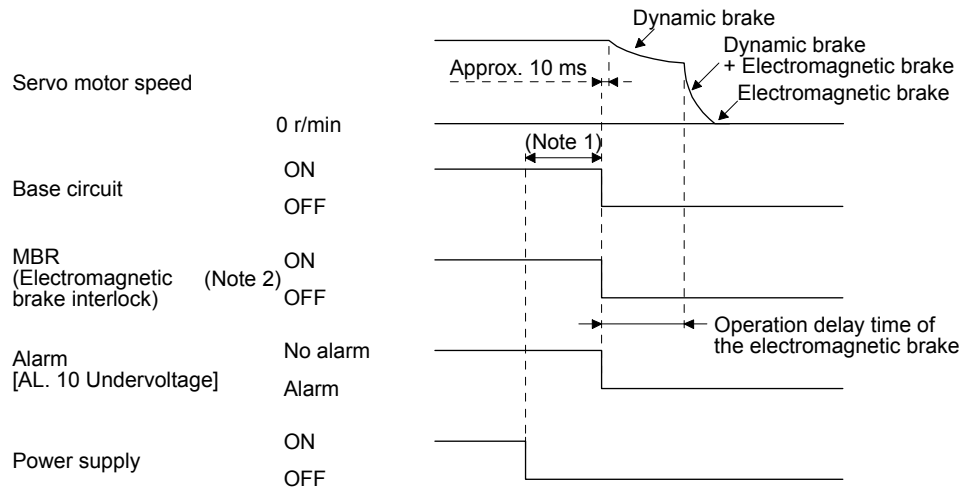 Dynamic brake
Dynamic brake
+ Electromagnetic brake
Electromagnetic brake
Approx. 10 ms
Servo motor speed
0 r/min
(Note 1)
ON
Base circuit
OFF
MBR
(Electromagnetic
brake interlock)
(Note 2)
ON
OFF
Operation delay time of
the electromagnetic brake
No alarm
Alarm
[AL. 10 Undervoltage]
Alarm
ON
Power supply
OFF